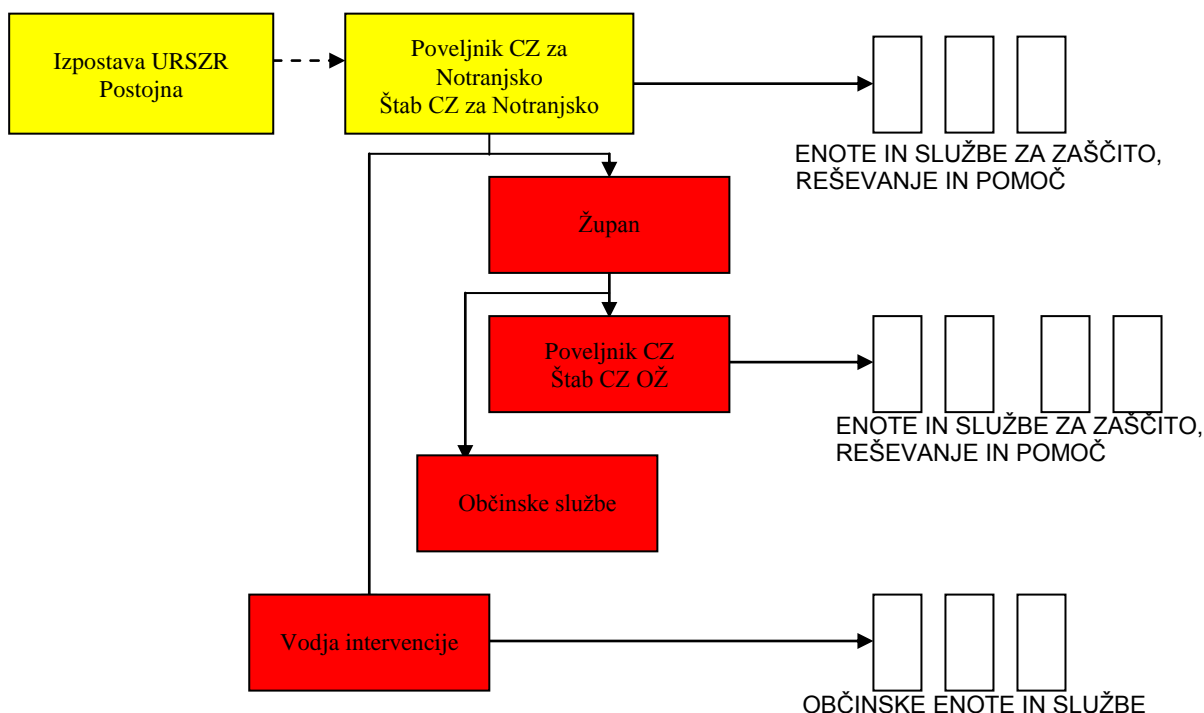 Izpostava URSZR
Postojna
Poveljnik CZ za
Notranjsko
Štab CZ za Notranjsko
ENOTE IN SLUŽBE ZA ZAŠČITO,
REŠEVANJE IN POMOČ
Župan
Poveljnik CZ
Štab CZ OŽ
ENOTE IN SLUŽBE ZA ZAŠČITO,
REŠEVANJE IN POMOČ
Občinske službe
Vodja intervencije
OBČINSKE ENOTE IN SLUŽBE